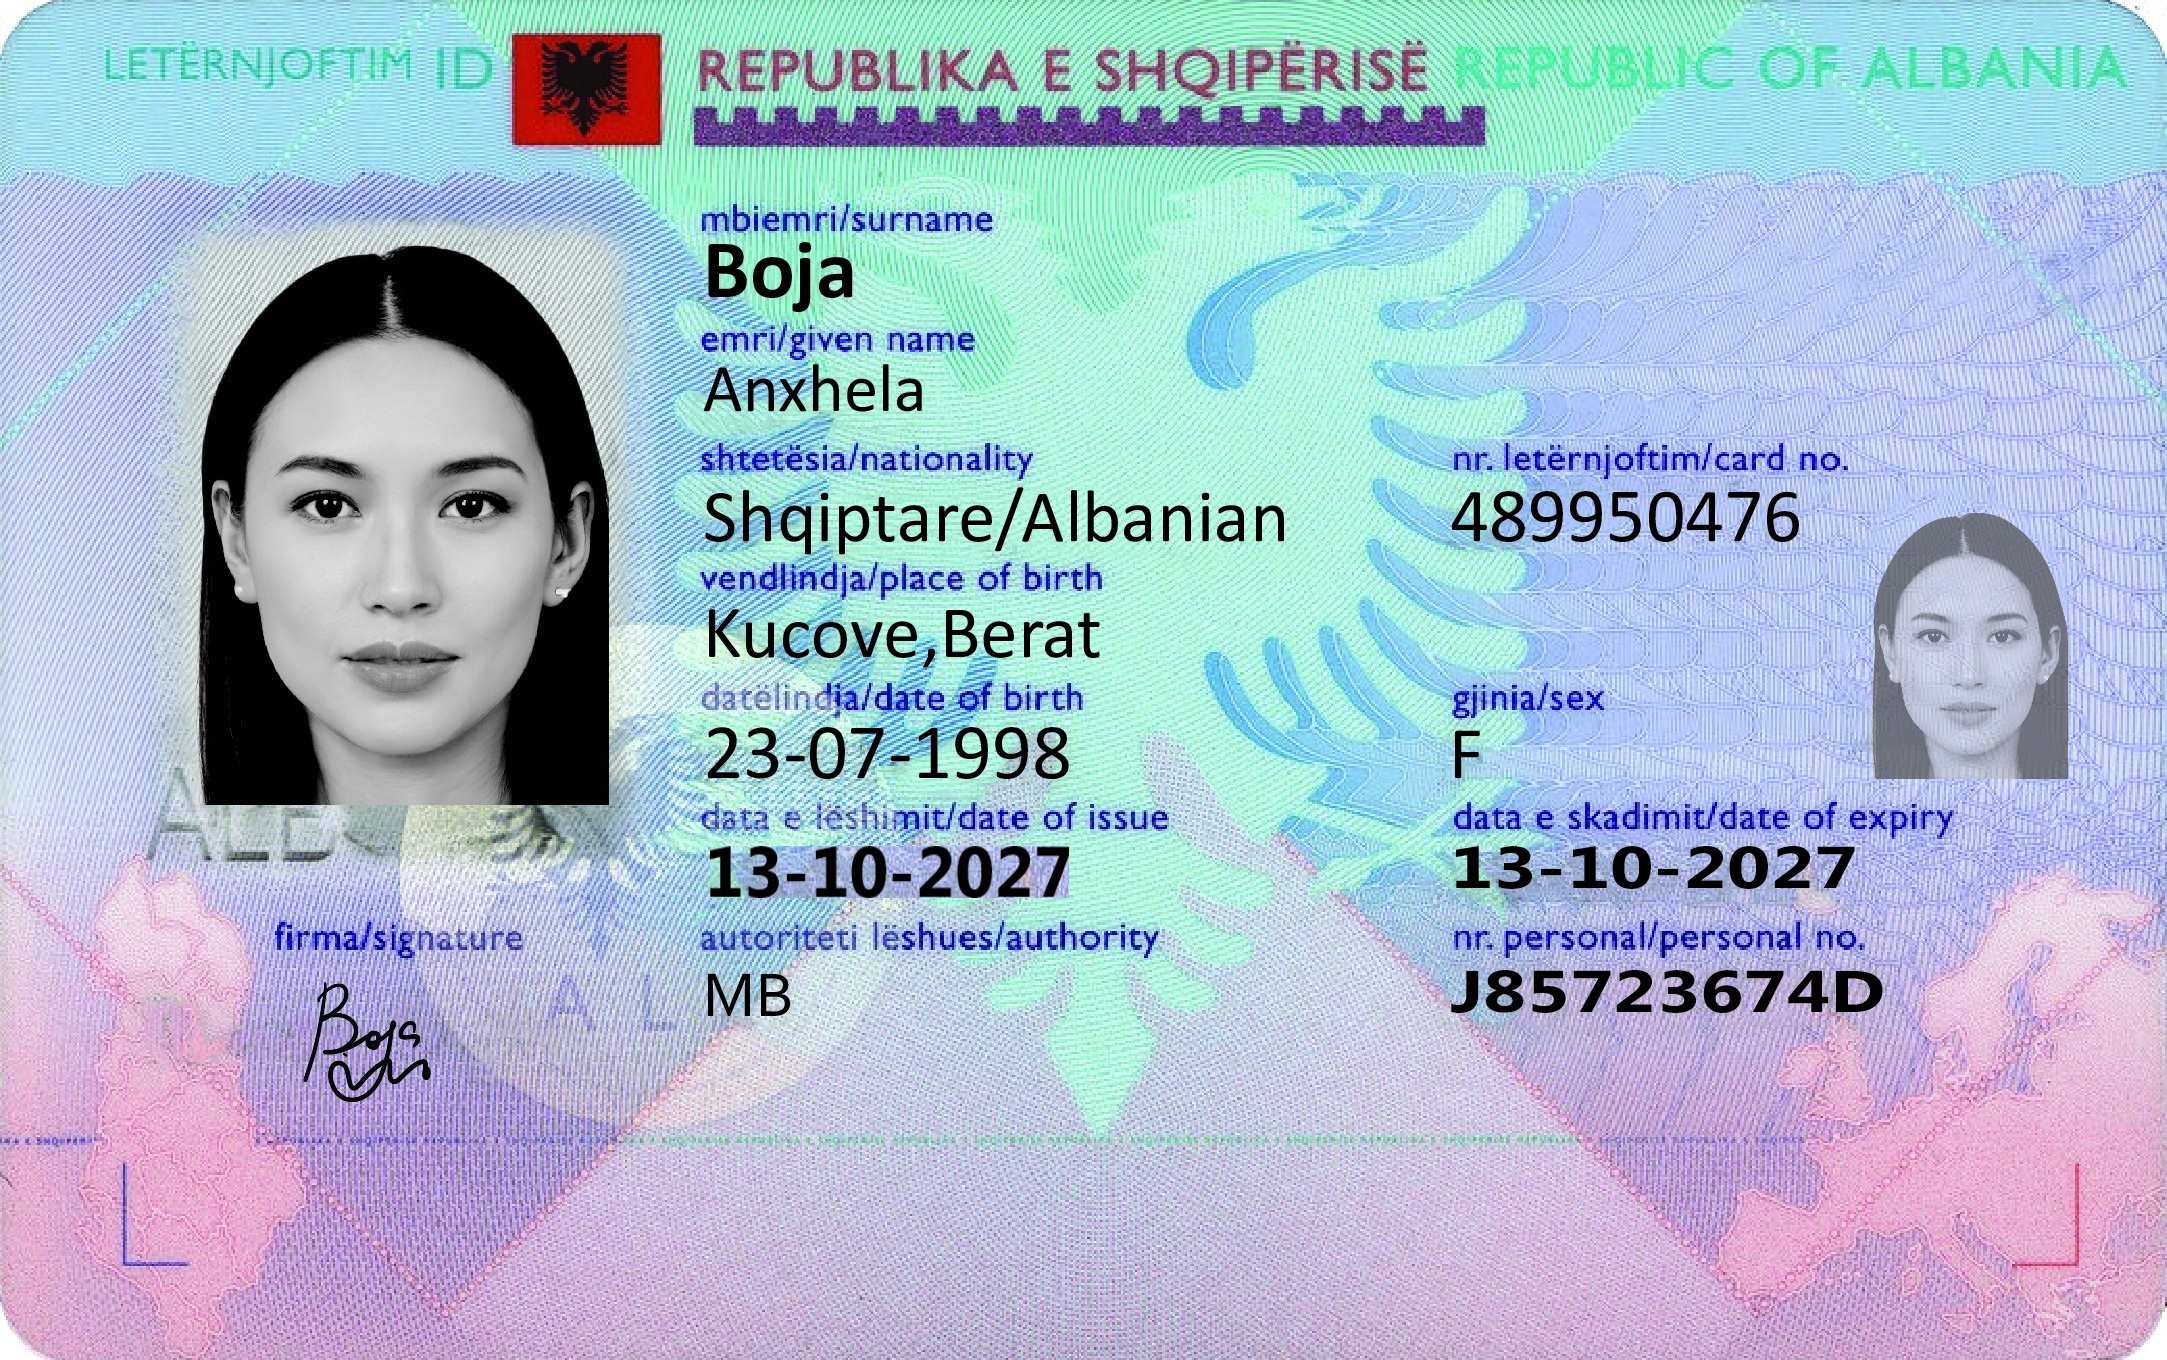 LETËRNJOFTIM ID REPUBLIKA E SHQIPËRISË REPUBLIC OF ALBANIA
mbiemri/surname
Boja
emri/given name
Anxhela
shtetësia/nationality nr. letërnjoftim/card no.
Shqiptare/Albanian 489950476
vendlindja/place of birth
Kucove,Berat
datëlindja/date of birth gjinia/sex
23-07-1998 F
data e lëshimit/date of issue data e skadimit/date of expiry
13-10-2027 13-10-2027
firma/signature autoriteti lëshues/authority nr. personal/personal no.
MB J85723674D
ALB
A L
Boja